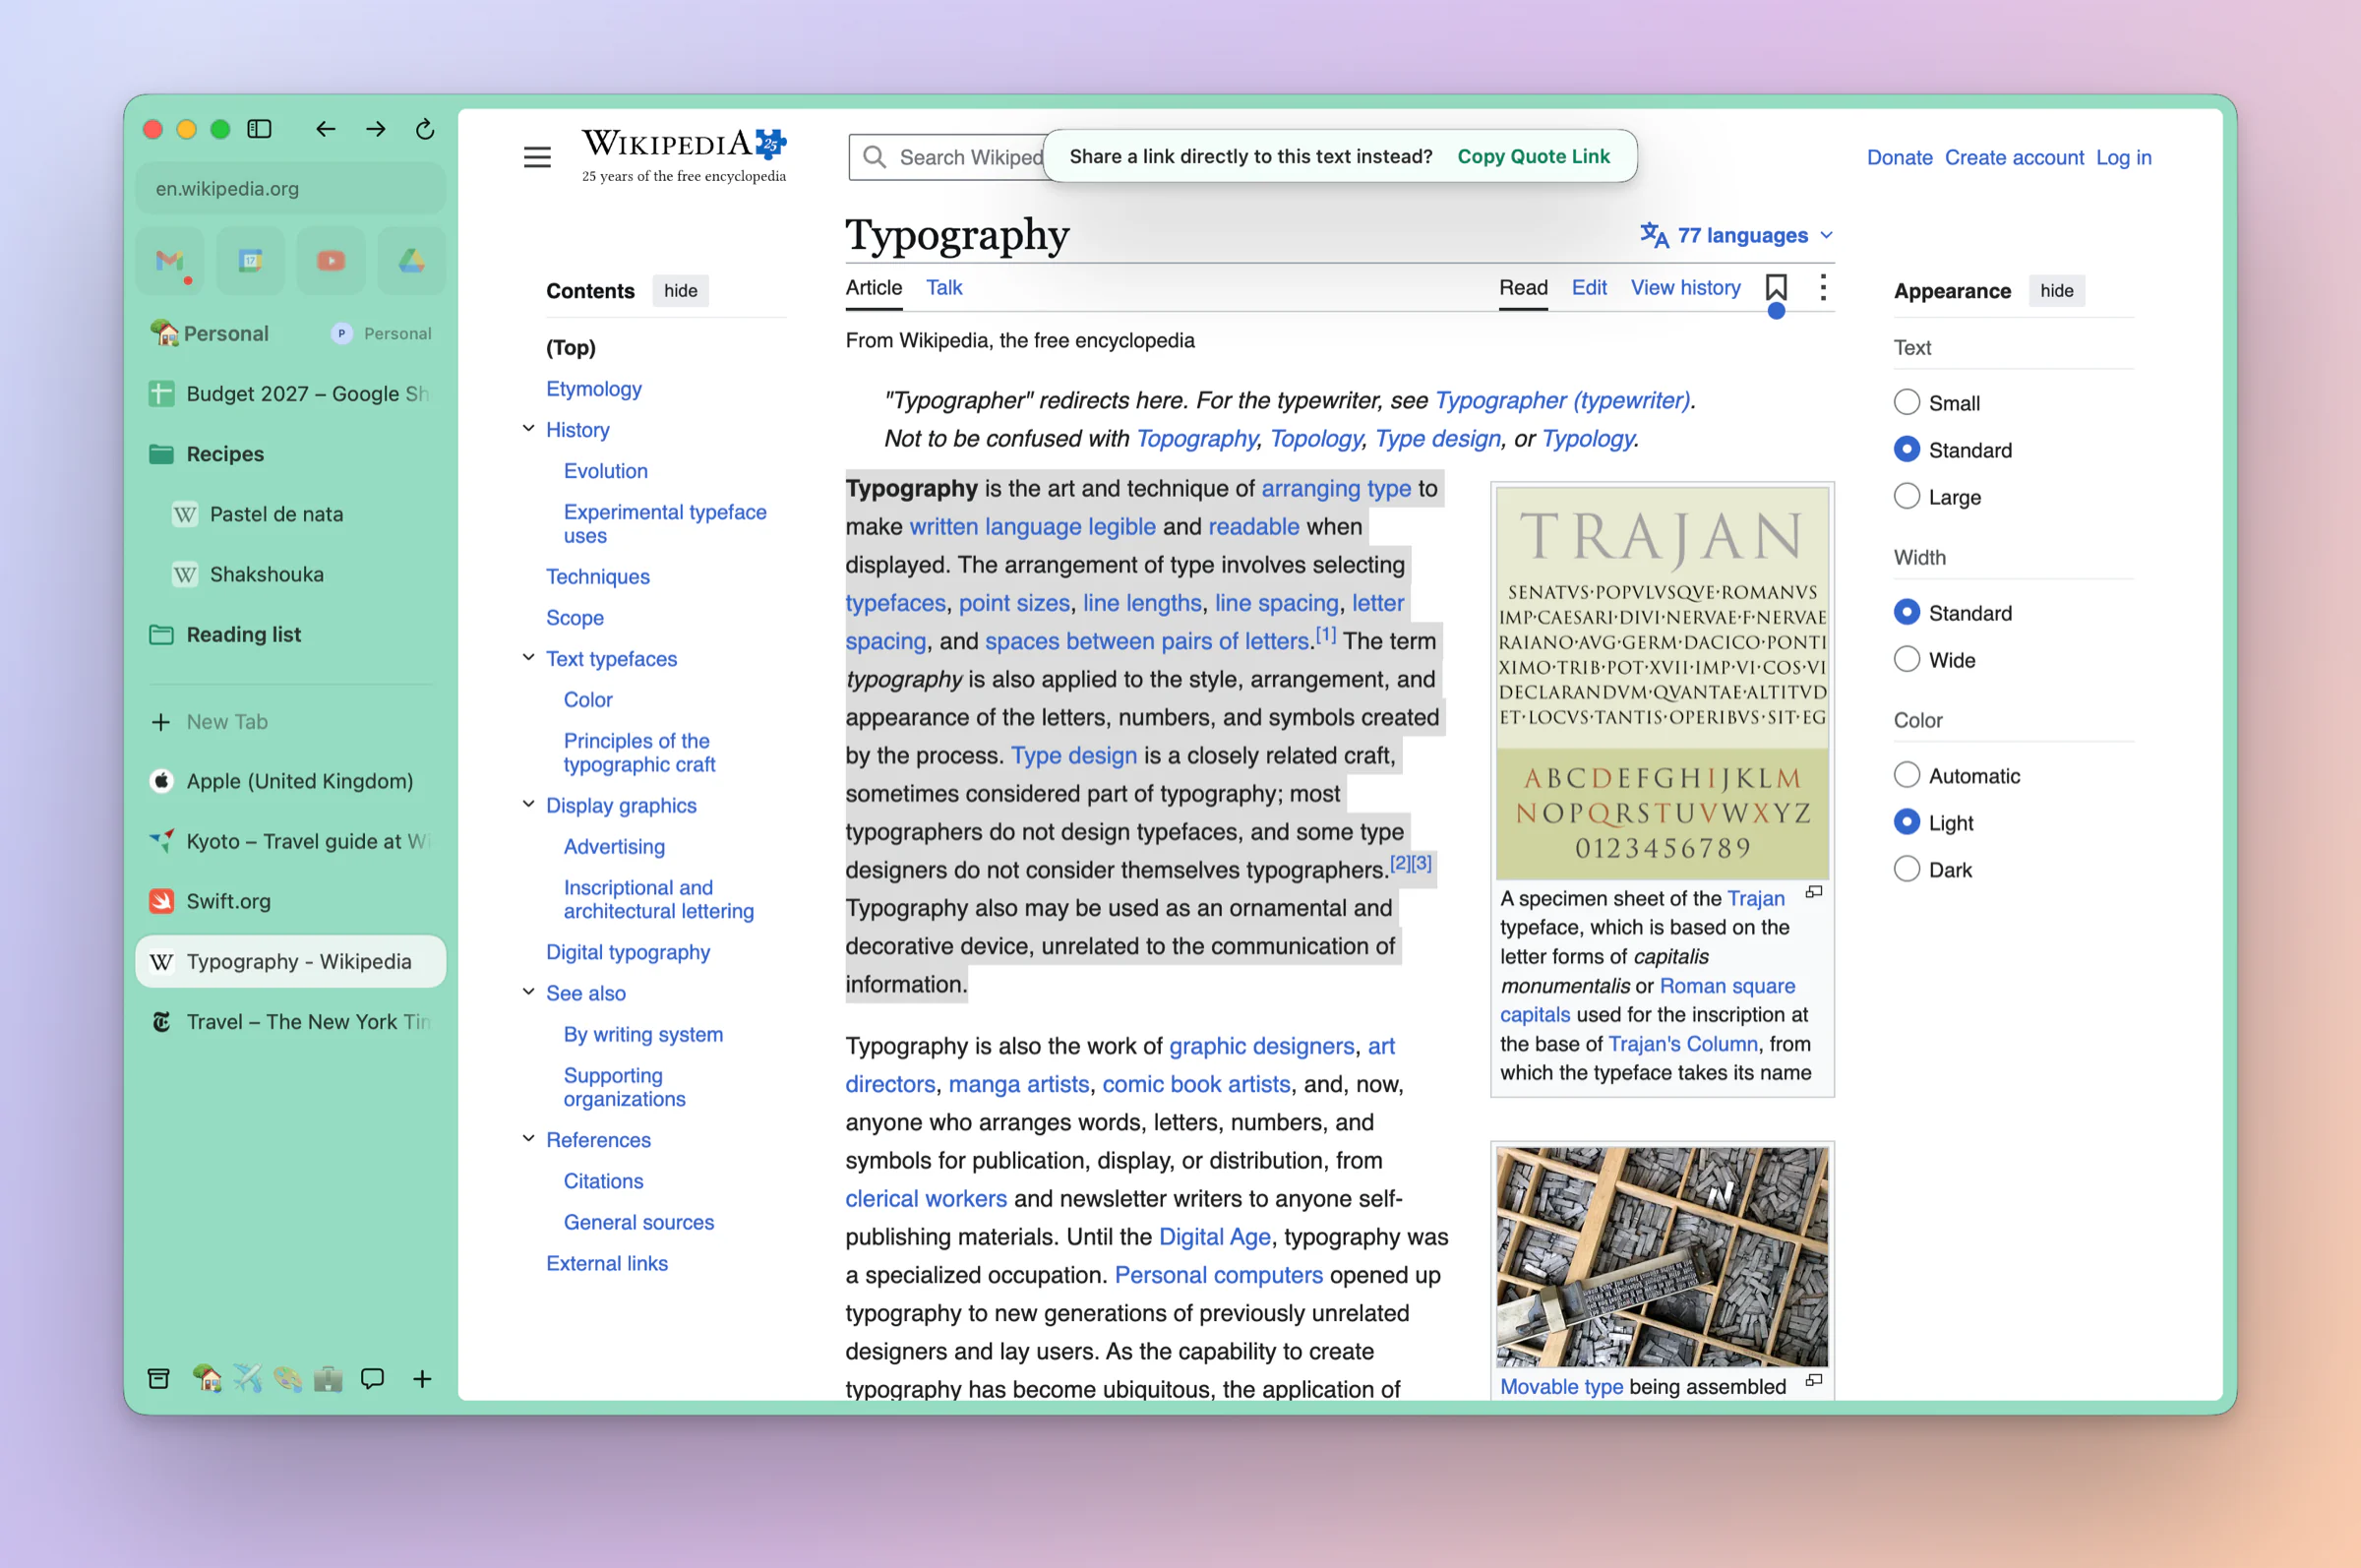 en.wikipedia.org
17
Personal
P Personal
Budget 2027 – Google Sh
Recipes
W Pastel de nata
W Shakshouka
Reading list
New Tab
Apple (United Kingdom)
Kyoto – Travel guide at Wi
Swift.org
W Typography - Wikipedia
Travel – The New York Tim
WIKIPEDIA 25
25 years of the free encyclopedia
Search Wikiped
Share a link directly to this text instead? Copy Quote Link
Donate Create account Log in
Contents hide
(Top)
Etymology
History
Evolution
Experimental typeface
uses
Techniques
Scope
Text typefaces
Color
Principles of the
typographic craft
Display graphics
Advertising
Inscriptional and
architectural lettering
Digital typography
See also
By writing system
Supporting
organizations
References
Citations
General sources
External links
Typography
文A 77 languages
Article Talk
Read Edit View history
From Wikipedia, the free encyclopedia
"Typographer" redirects here. For the typewriter, see Typographer (typewriter).
Not to be confused with Topography, Topology, Type design, or Typology.
Typography is the art and technique of arranging type to
make written language legible and readable when
displayed. The arrangement of type involves selecting
typefaces, point sizes, line lengths, line spacing, letter
spacing, and spaces between pairs of letters.[1] The term
typography is also applied to the style, arrangement, and
appearance of the letters, numbers, and symbols created
by the process. Type design is a closely related craft,
sometimes considered part of typography; most
typographers do not design typefaces, and some type
designers do not consider themselves typographers.[2][3]
Typography also may be used as an ornamental and
decorative device, unrelated to the communication of
information.
Typography is also the work of graphic designers, art
directors, manga artists, comic book artists, and, now,
anyone who arranges words, letters, numbers, and
symbols for publication, display, or distribution, from
clerical workers and newsletter writers to anyone self-
publishing materials. Until the Digital Age, typography was
a specialized occupation. Personal computers opened up
typography to new generations of previously unrelated
designers and lay users. As the capability to create
typography has become ubiquitous, the application of
TRAJAN
SENATVS·POPVLVSQVE·ROMANVS
IMP·CAESARI·DIVI·NERVAE·F·NERVAE
RAIANO·AVG·GERM·DACICO·PONTI
XIMO·TRIB·POT·XVII·IMP·VI·COS·VI
DECLARANDVM·QVANTAE·ALTITVD
ET·LOCVS·TANTIS·OPERIBVS·SIT·EG
ABCDEFGHIJKLM
NOPQRSTUVWXYZ
0123456789
A specimen sheet of the Trajan
typeface, which is based on the
letter forms of capitalis
monumentalis or Roman square
capitals used for the inscription at
the base of Trajan's Column, from
which the typeface takes its name
Movable type being assembled
Appearance hide
Text
Small
Standard
Large
Width
Standard
Wide
Color
Automatic
Light
Dark